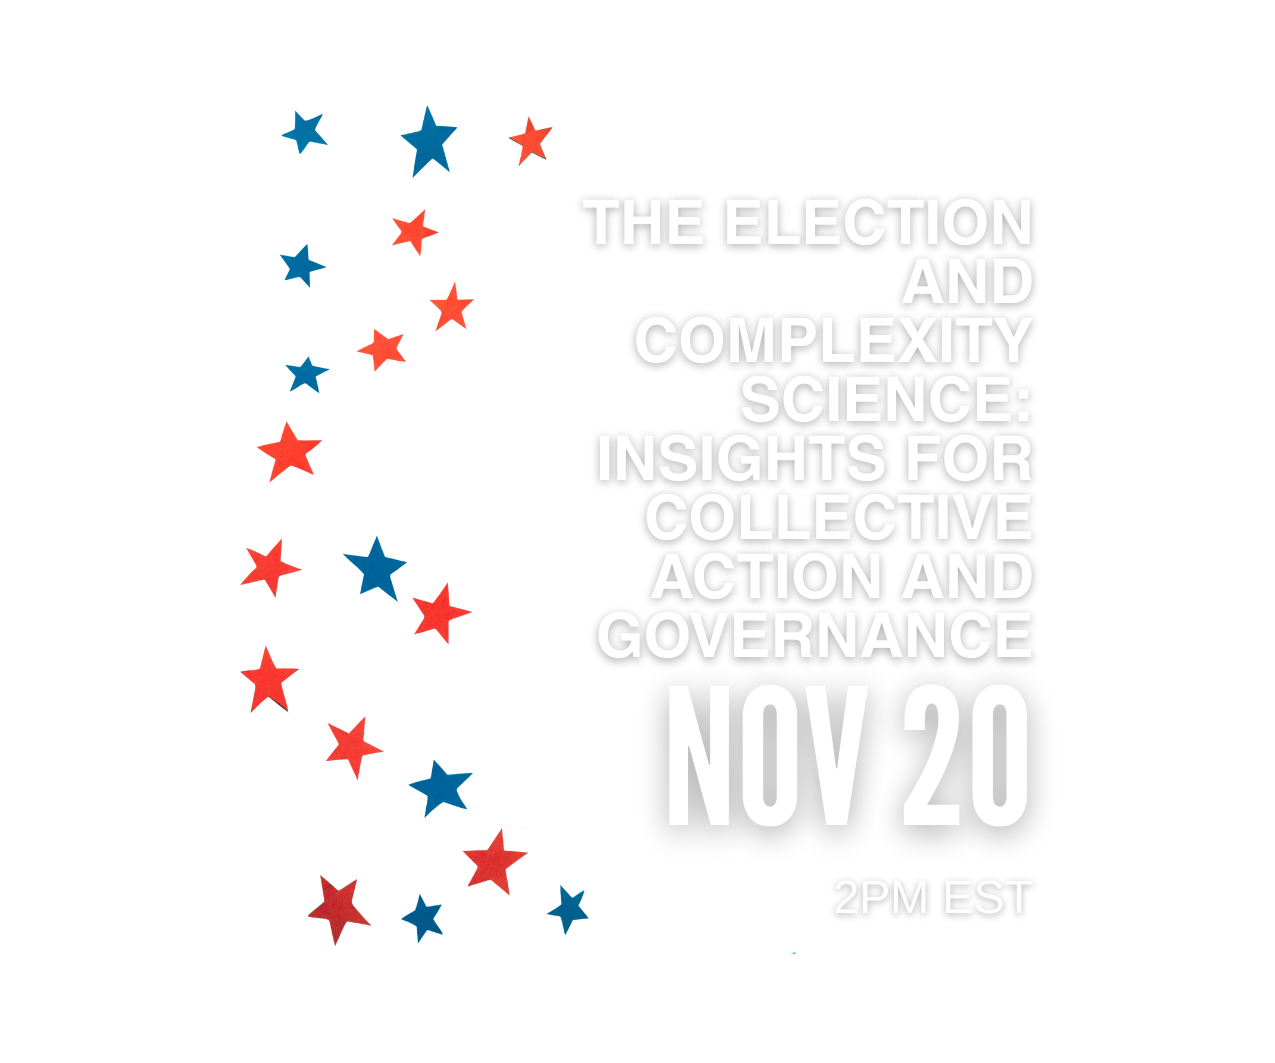 THE ELECTION
AND
COMPLEXITY
SCIENCE:
INSIGHTS FOR
COLLECTIVE
ACTION AND
GOVERNANCE
NOV 20
2PM EST